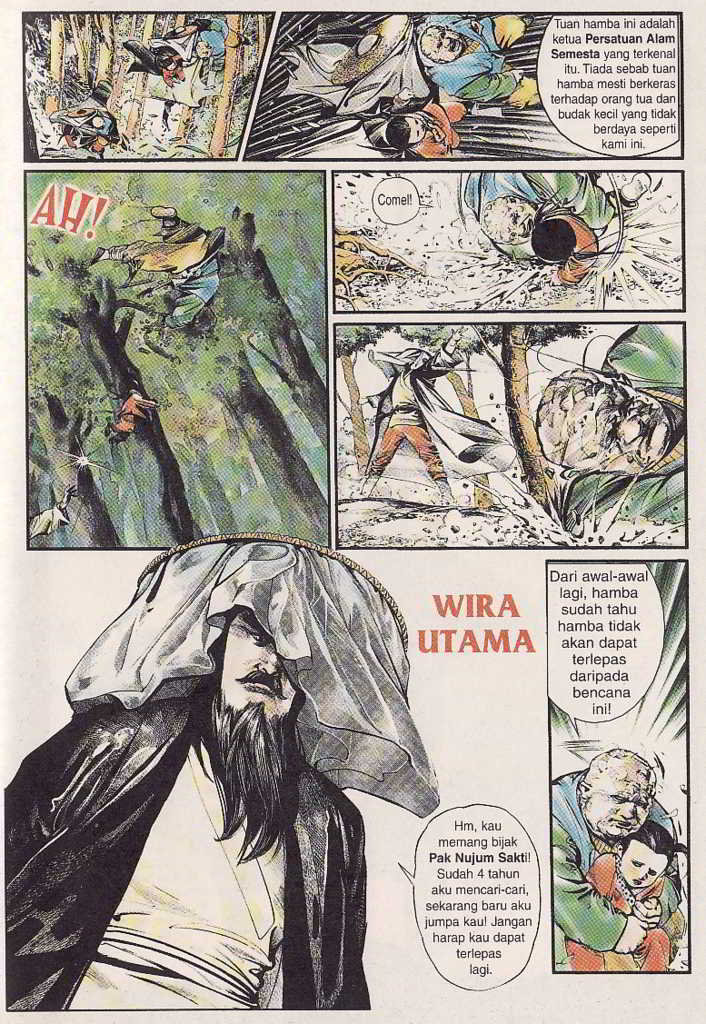 Tuan hamba ini adalah
ketua Persatuan Alam
Semesta yang terkenal
itu. Tiada sebab tuan
hamba mesti berkeras
terhadap orang tua dan
budak kecil yang tidak
berdaya seperti
kami ini.
AH!
Comel!
WIRA
UTAMA
Dari awal-awal
lagi, hamba
sudah tahu
hamba tidak
akan dapat
terlepas
daripada
bencana
ini!
Hm, kau
memang bijak
Pak Nujum Sakti!
Sudah 4 tahun
aku mencari-cari,
sekarang baru aku
jumpa kau! Jangan
harap kau dapat
terlepas
lagi.